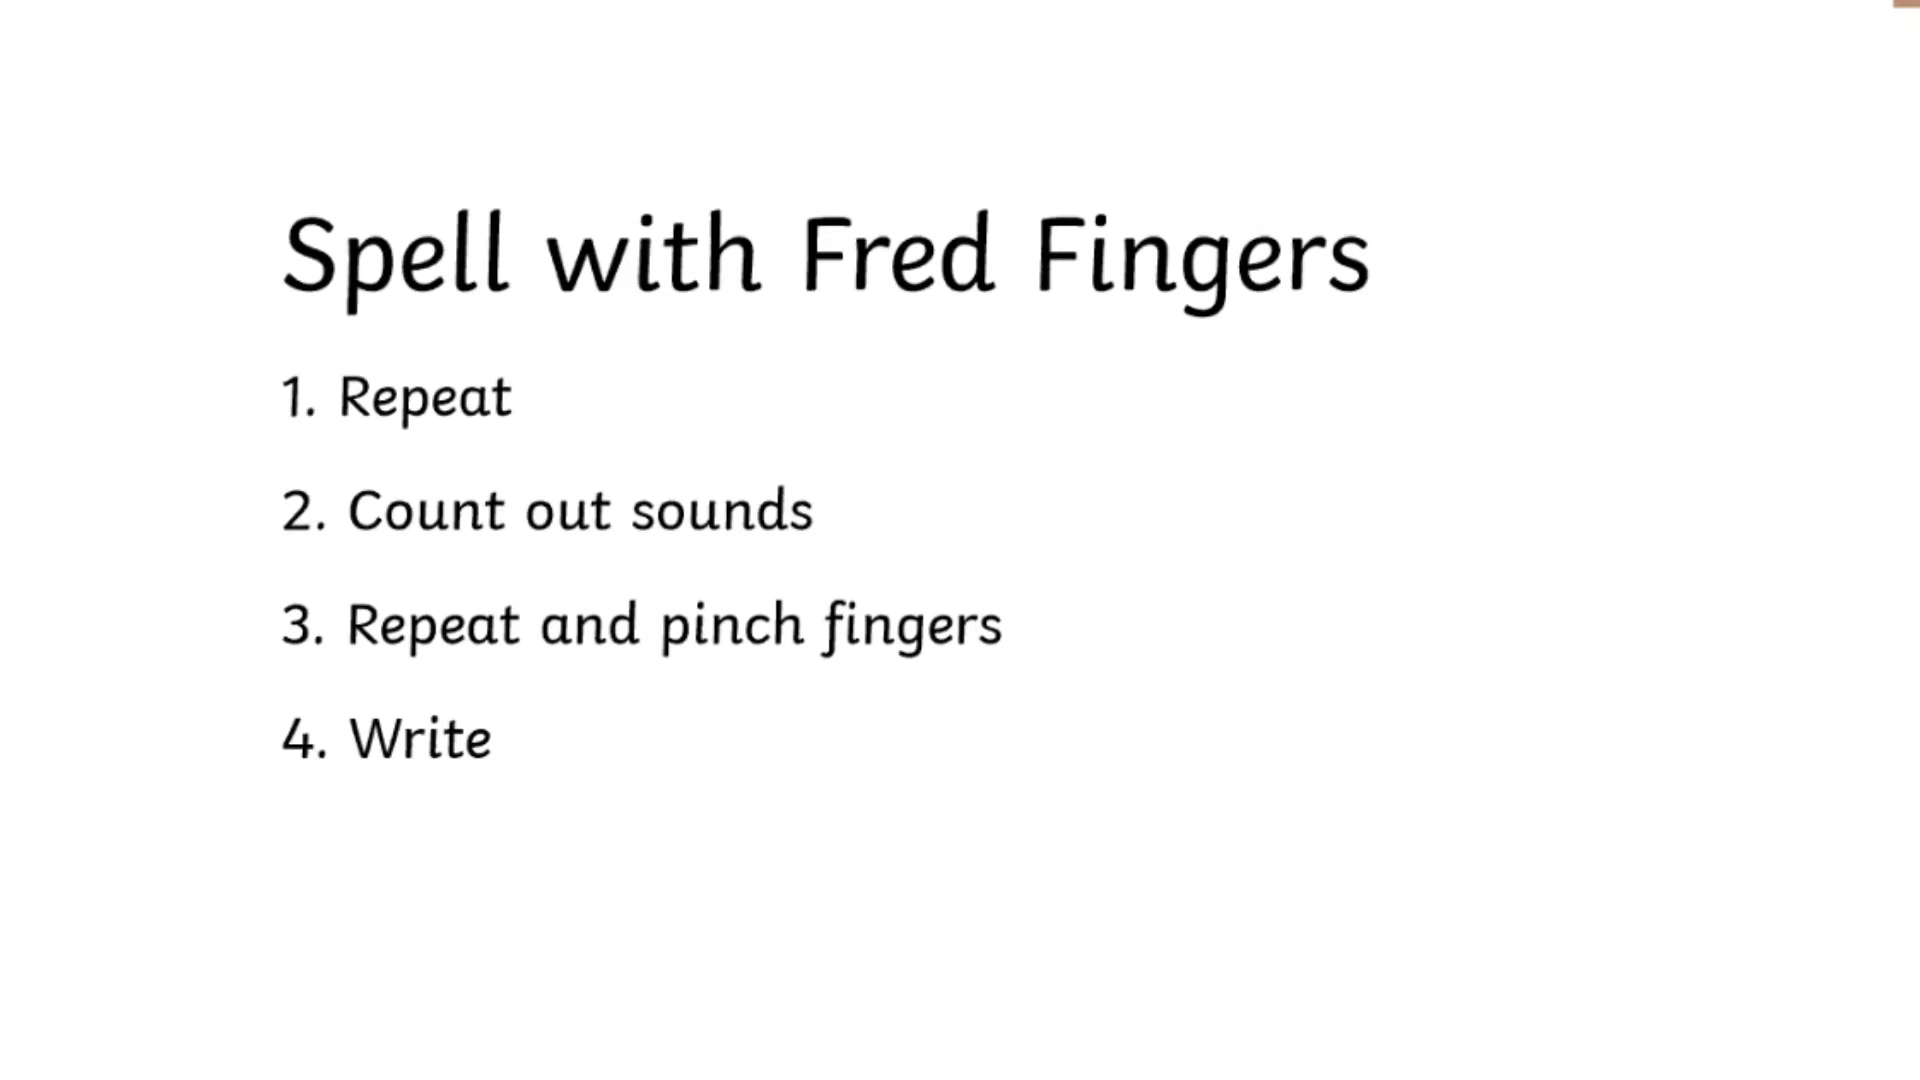 Spell with Fred Fingers
1. Repeat
2. Count out sounds
3. Repeat and pinch fingers
4. Write